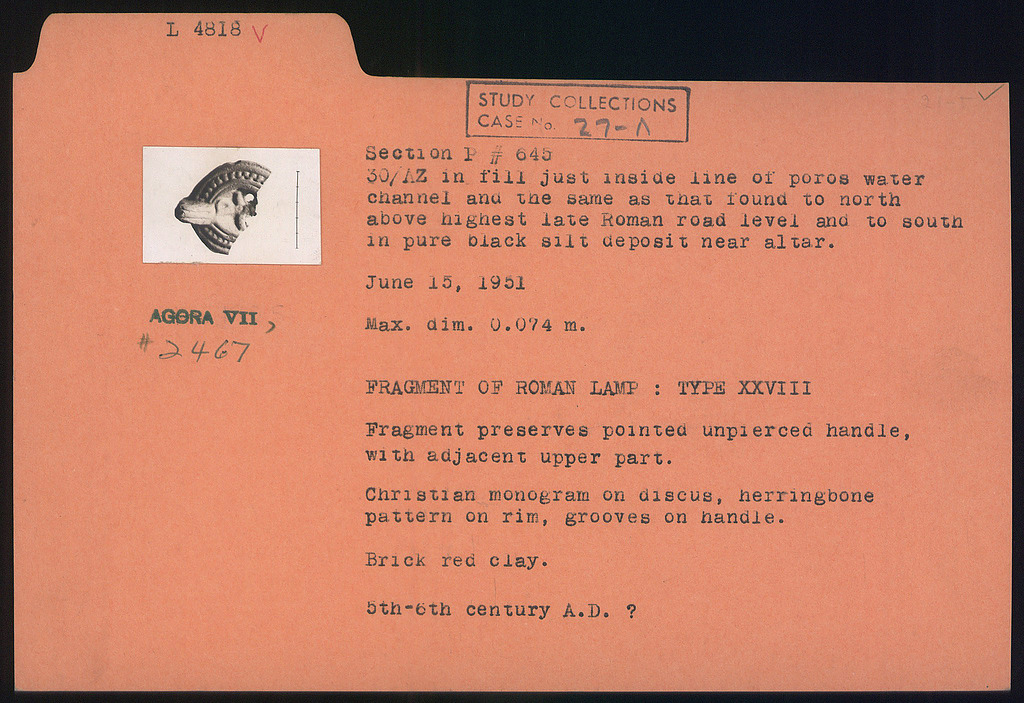 L 4818 V
STUDY COLLECTIONS
CASE No. 27-Λ
Section P # 645
30/ΛZ in fill just inside line of poros water
channel and the same as that found to north
above highest late Roman road level and to south
in pure black silt deposit near altar.
June 15, 1951
Max. dim. 0.074 m.
AGORA VII,
# 2467
FRAGMENT OF ROMAN LAMP : TYPE XXVIII
Fragment preserves pointed unpierced handle,
with adjacent upper part.
Christian monogram on discus, herringbone
pattern on rim, grooves on handle.
Brick red clay.
5th-6th century A.D. ?